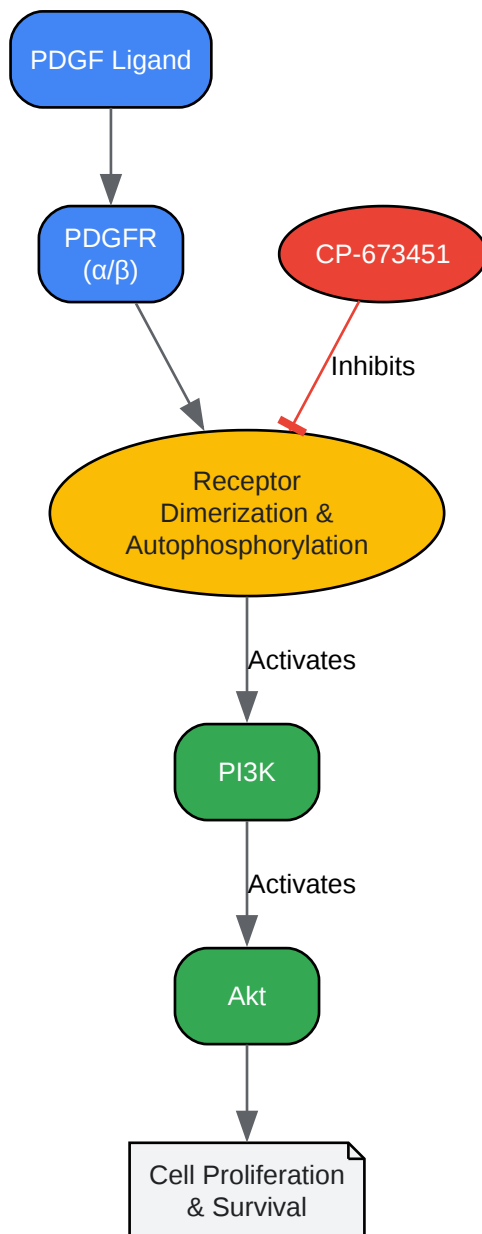 PDGF Ligand
PDGFR
(α/β)
CP-673451
Inhibits
Receptor
Dimerization &
Autophosphorylation
Activates
PI3K
Activates
Akt
Cell Proliferation
& Survival